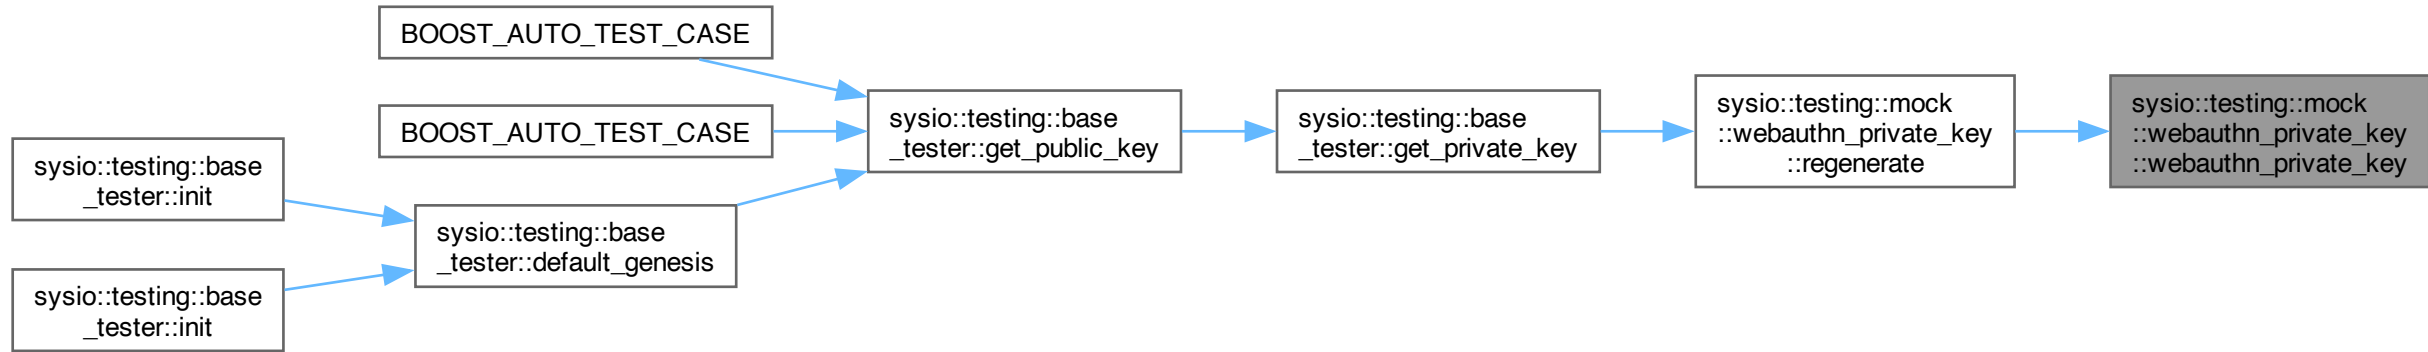 sysio::testing::base
_tester::init
sysio::testing::base
_tester::init
BOOST_AUTO_TEST_CASE
BOOST_AUTO_TEST_CASE
sysio::testing::base
_tester::default_genesis
sysio::testing::base
_tester::get_public_key
sysio::testing::base
_tester::get_private_key
sysio::testing::mock
::webauthn_private_key
::regenerate
sysio::testing::mock
::webauthn_private_key
::webauthn_private_key